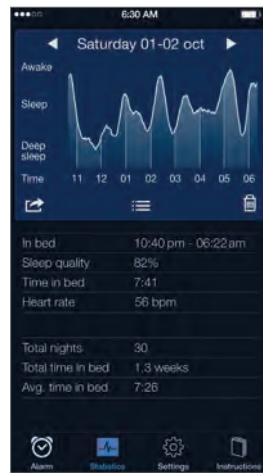 6:30 AM
Saturday 01-02 oct
Awake
Sleep
Deep
sleep
Time 11 12 01 02 03 04 05 06
In bed 10:40 pm - 06:22 am
Sleep quality 82%
Time in bed 7:41
Heart rate 56 bpm
Total nights 30
Total time in bed 1.3 weeks
Avg. time in bed 7:26
Alarm Statistics Settings Instructions